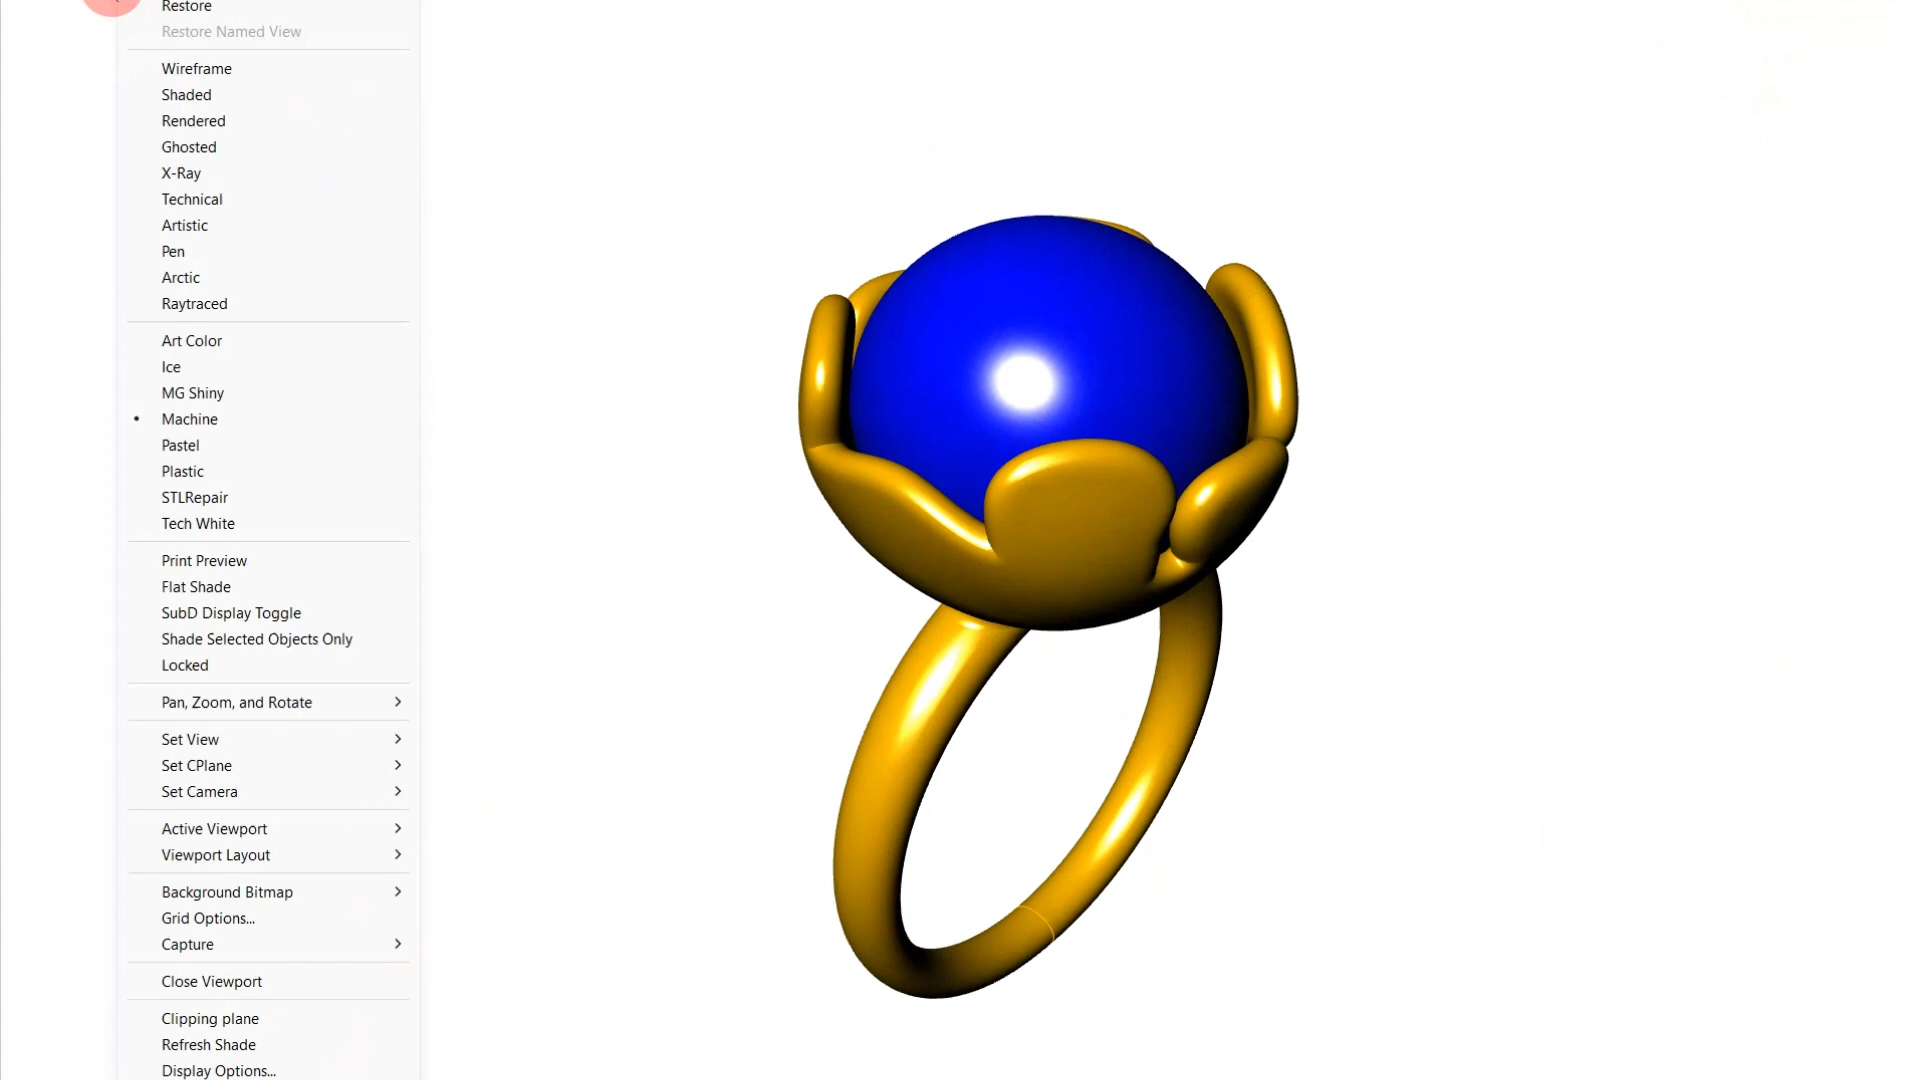 Restore
Restore Named View
Wireframe
Shaded
Rendered
Ghosted
X-Ray
Technical
Artistic
Pen
Arctic
Raytraced
Art Color
Ice
MG Shiny
Machine
Pastel
Plastic
STLRepair
Tech White
Print Preview
Flat Shade
SubD Display Toggle
Shade Selected Objects Only
Locked
Pan, Zoom, and Rotate
Set View
Set CPlane
Set Camera
Active Viewport
Viewport Layout
Background Bitmap
Grid Options...
Capture
Close Viewport
Clipping plane
Refresh Shade
Display Options...